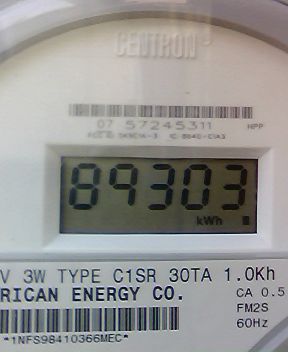 CENTRON
07 57245311 HPP
89303
kWh
V 3W TYPE C1SR 30TA 1.0Kh
RICAN ENERGY CO. CA 0.5
FM2S
60Hz
*1NFS98410366MEC*